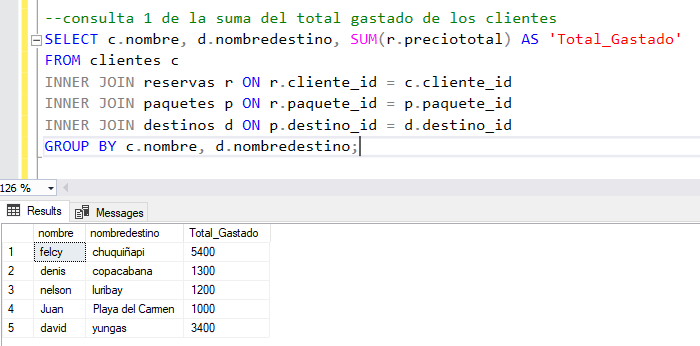 --consulta 1 de la suma del total gastado de los clientes
SELECT c.nombre, d.nombredestino, SUM(r.preciototal) AS 'Total_Gastado'
FROM clientes c
INNER JOIN reservas r ON r.cliente_id = c.cliente_id
INNER JOIN paquetes p ON r.paquete_id = p.paquete_id
INNER JOIN destinos d ON p.destino_id = d.destino_id
GROUP BY c.nombre, d.nombredestino;
126 %
Results Messages
nombre nombredestino Total_Gastado
1 felcy chuquiñapi 5400
2 denis copacabana 1300
3 nelson luribay 1200
4 Juan Playa del Carmen 1000
5 david yungas 3400